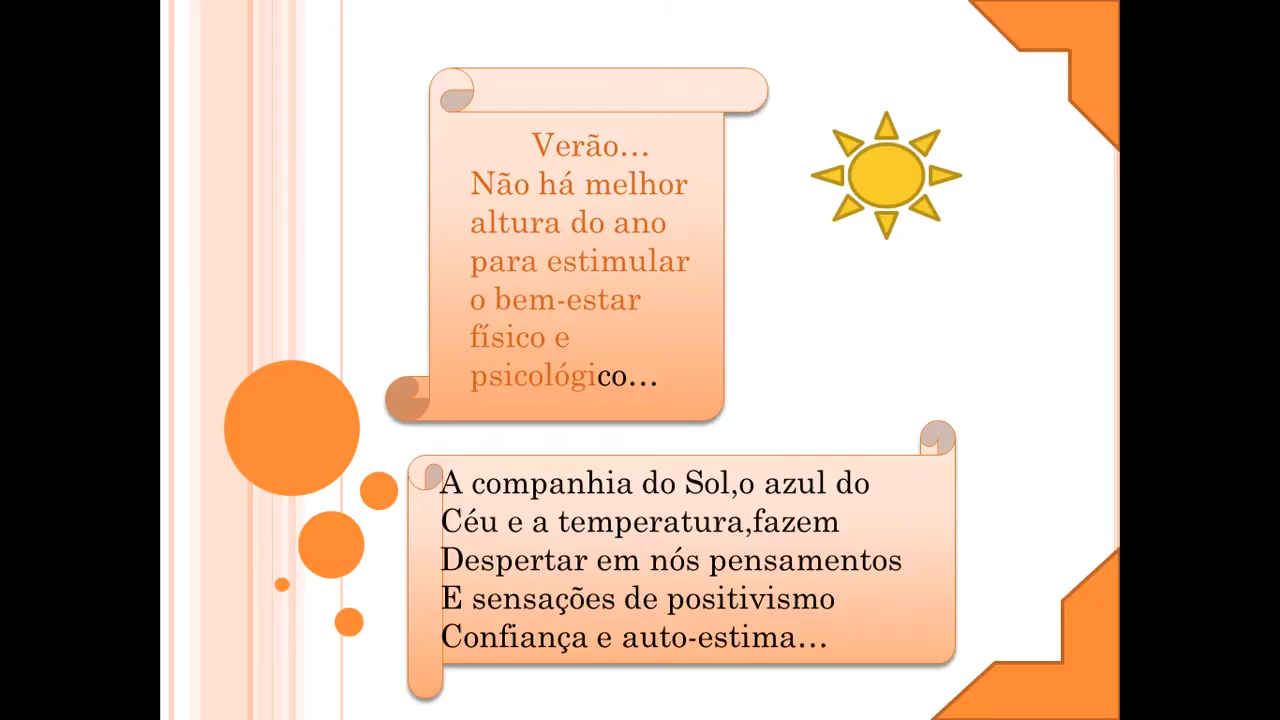 Verão…
Não há melhor
altura do ano
para estimular
o bem-estar
físico e
psicológico…
A companhia do Sol,o azul do
Céu e a temperatura,fazem
Despertar em nós pensamentos
E sensações de positivismo
Confiança e auto-estima…